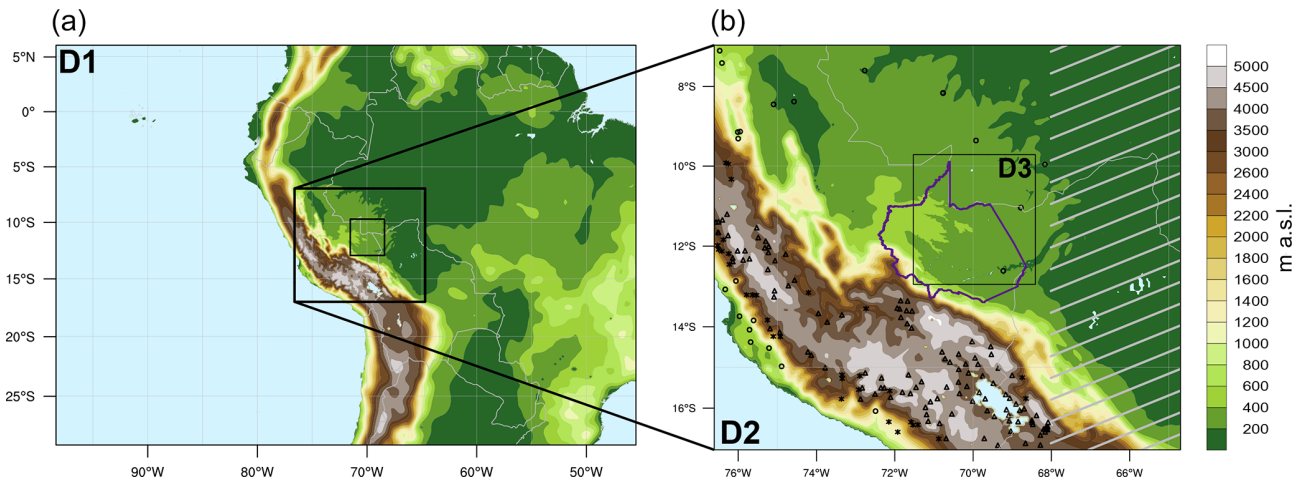 (a)
(b)
D1
5°N
0°
5°S
10°S
15°S
20°S
25°S
90°W
80°W
70°W
60°W
50°W
D2
D3
8°S
10°S
12°S
14°S
16°S
76°W
74°W
72°W
70°W
68°W
66°W
5000
4500
4000
3500
3000
2600
2400
2200
2000
1800
1600
1400
1200
1000
800
600
400
200
m a.s.l.